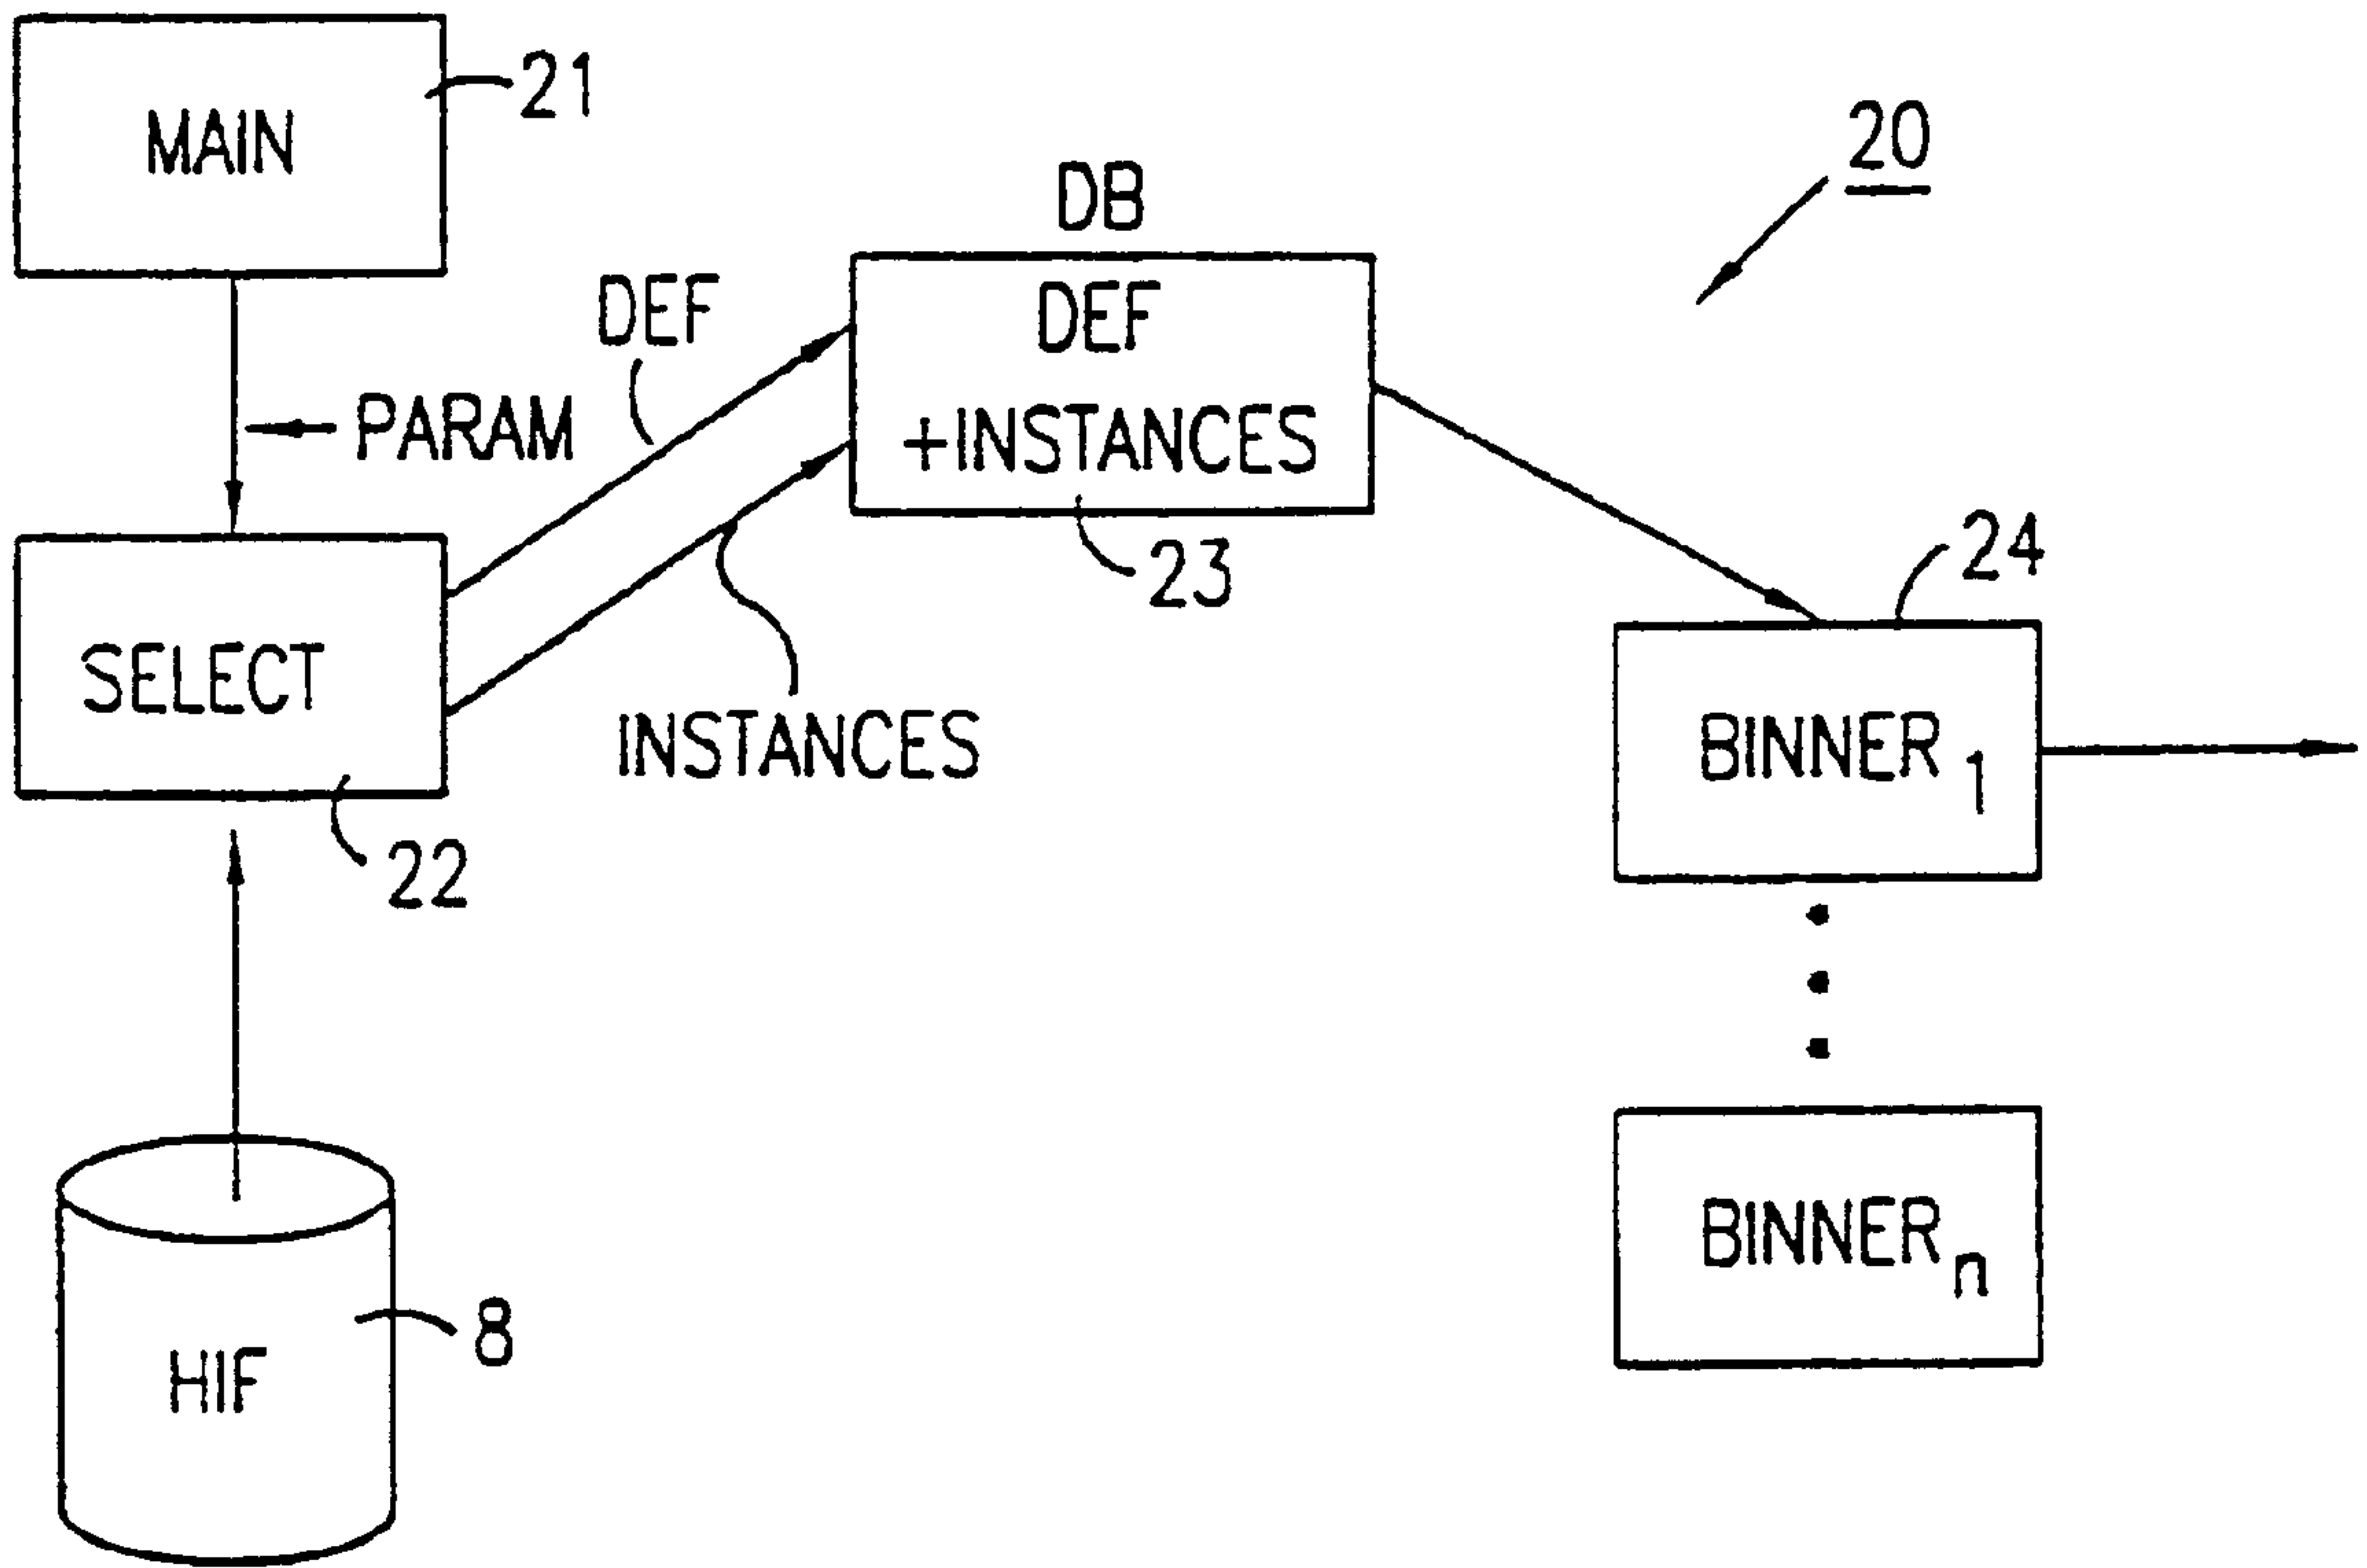 21
MAIN
20
DB
DEF
DEF
+INSTANCES
PARAM
23
24
SELECT
INSTANCES
BINNER 1
22
BINNER n
8
HIF